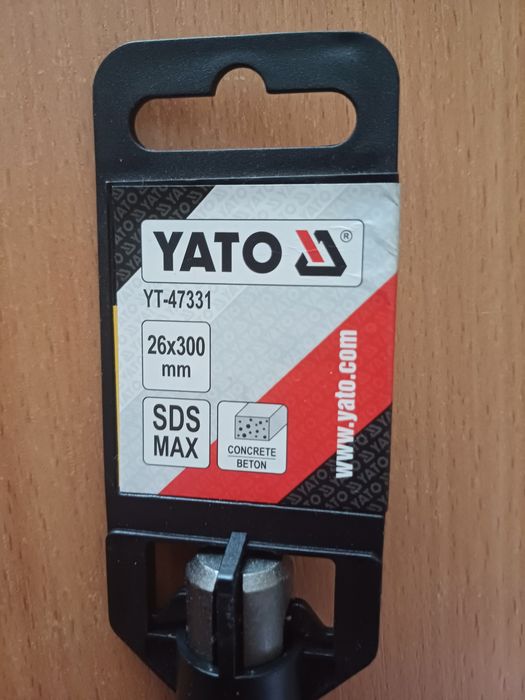 YATO ®
YT-47331
26x300
mm
SDS
MAX
CONCRETE
BETON
www.yato.com